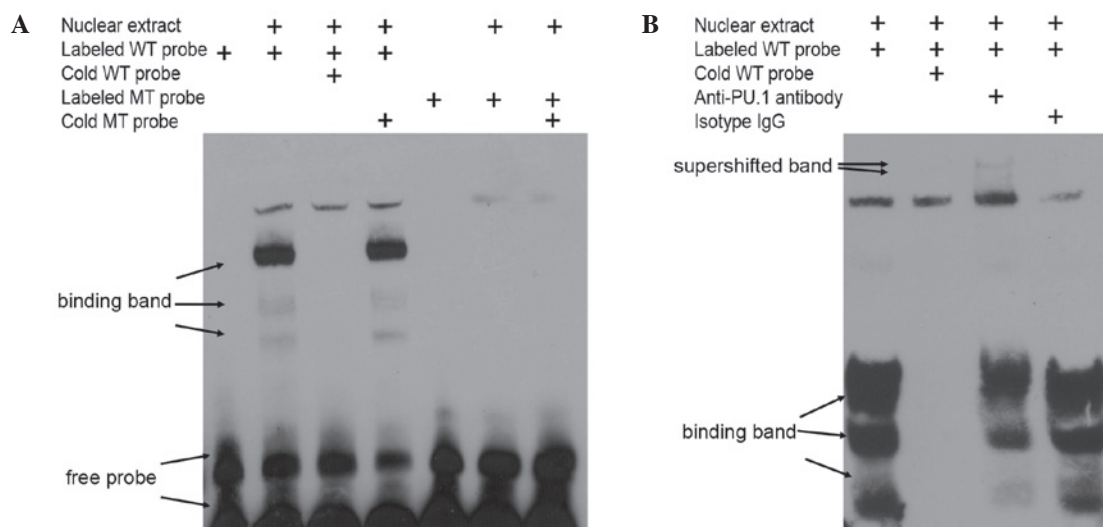 A
Nuclear extract + + + + +
Labeled WT probe + + + +
Cold WT probe +
Labeled MT probe + + +
Cold MT probe + +
binding band
free probe
B
Nuclear extract + + + +
Labeled WT probe + + + +
Cold WT probe +
Anti-PU.1 antibody +
Isotype IgG +
supershifted band
binding band